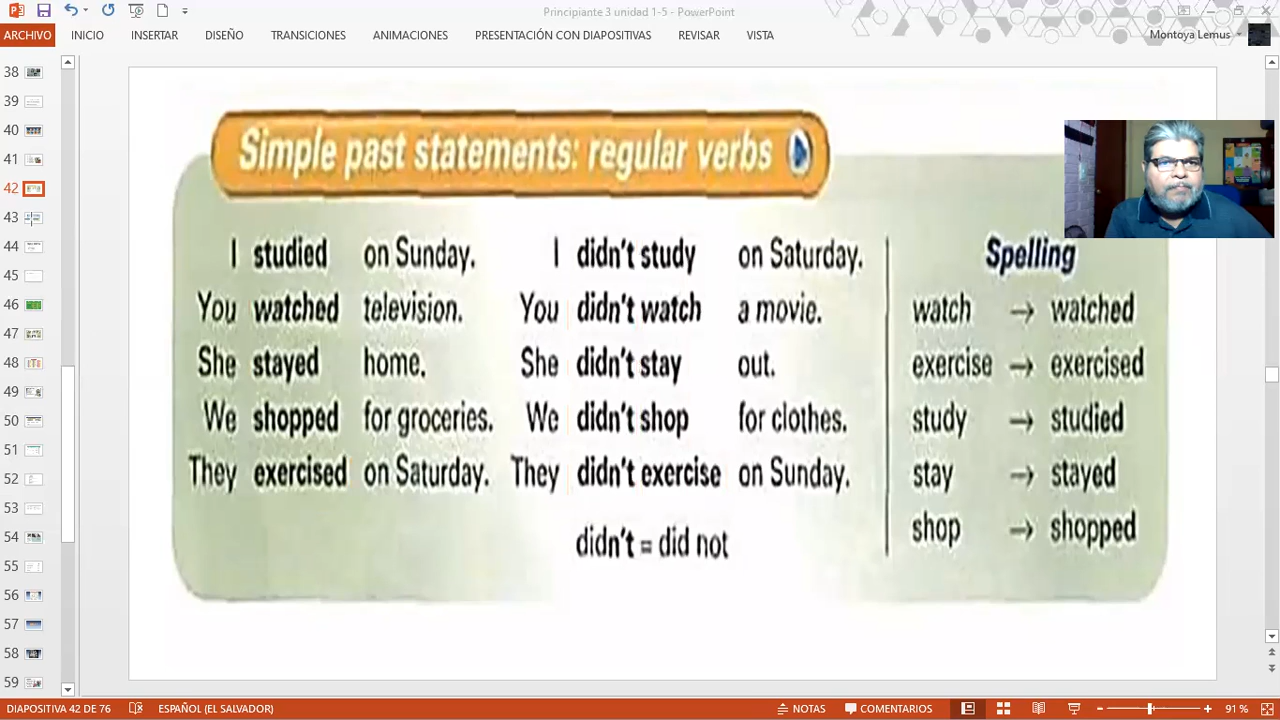 Principiante 3 unidad 1-5 - PowerPoint
ARCHIVO INICIO INSERTAR DISEÑO TRANSICIONES ANIMACIONES PRESENTACIÓN CON DIAPOSITIVAS REVISAR VISTA Montoya Lemus
38
39
40
41
42
43
44
45
46
47
48
49
50
51
52
53
54
55
56
57
58
59
Simple past statements: regular verbs
I studied on Sunday.
You watched television.
She stayed home.
We shopped for groceries.
They exercised on Saturday.
I didn't study on Saturday.
You didn't watch a movie.
She didn't stay out.
We didn't shop for clothes.
They didn't exercise on Sunday.
didn't = did not
Spelling
watch → watched
exercise → exercised
study → studied
stay → stayed
shop → shopped
DIAPOSITIVA 42 DE 76 ESPAÑOL (EL SALVADOR) NOTAS COMENTARIOS 91 %